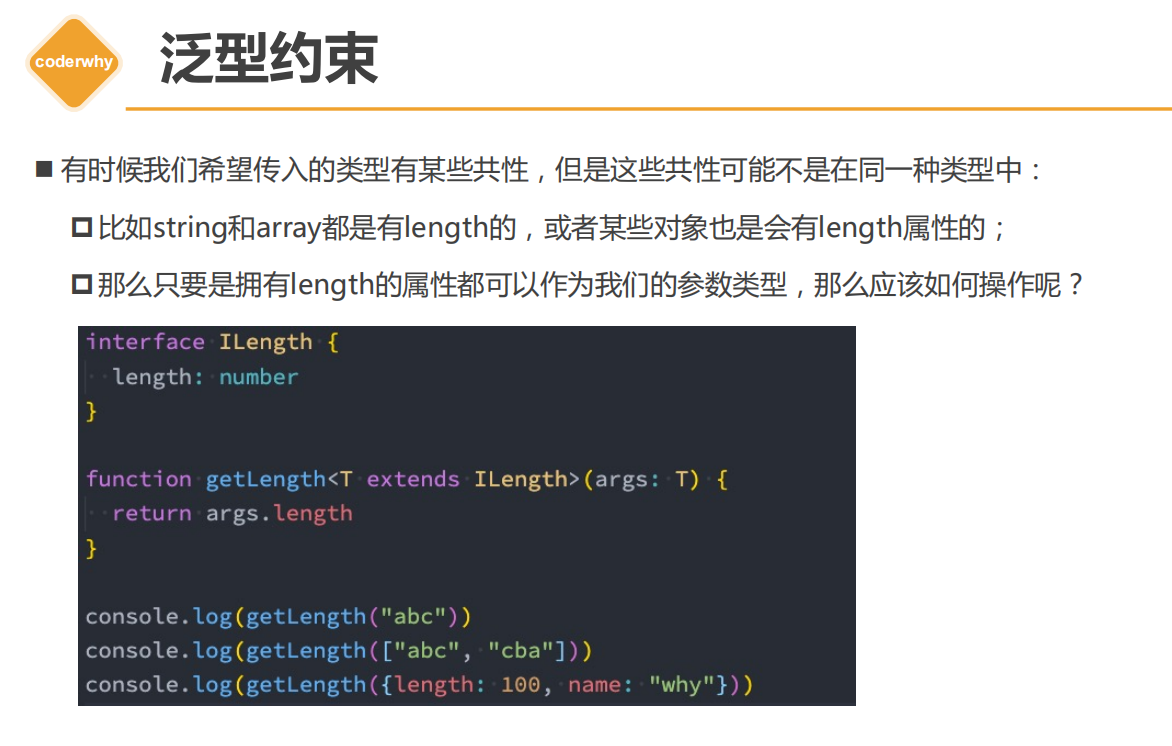 coderwhy
泛型约束
有时候我们希望传入的类型有某些共性，但是这些共性可能不是在同一种类型中：
比如string和array都是有length的，或者某些对象也是会有length属性的；
那么只要是拥有length的属性都可以作为我们的参数类型，那么应该如何操作呢？
interface ILength {
  length: number
}
function getLength<T extends ILength>(args: T) {
  return args.length
}
console.log(getLength("abc"))
console.log(getLength(["abc", "cba"]))
console.log(getLength({length: 100, name: "why"}))